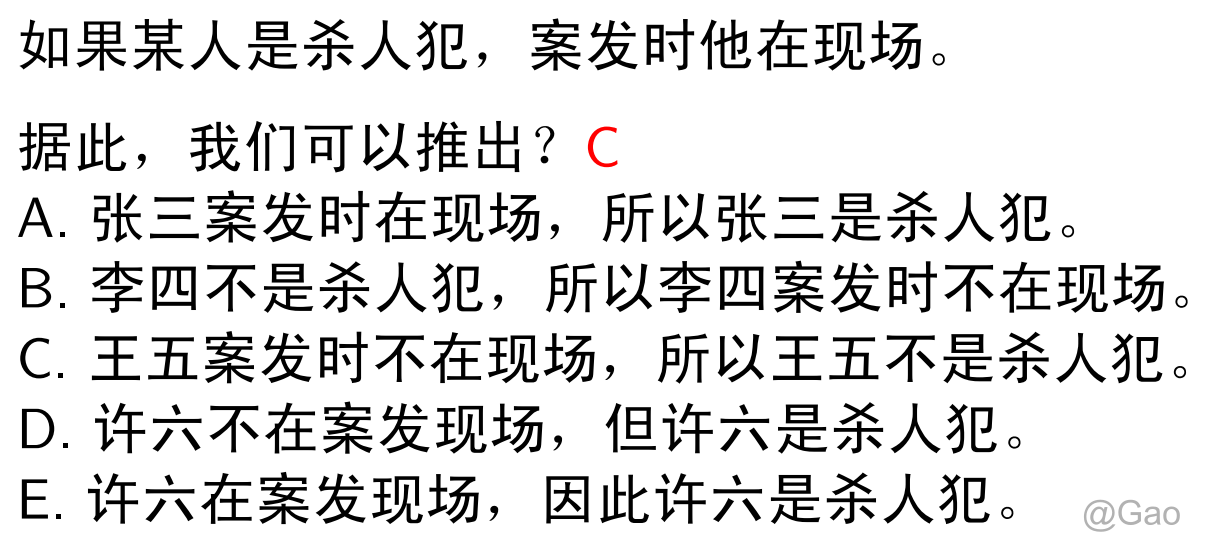 如果某人是杀人犯，案发时他在现场。
据此，我们可以推出？C
A. 张三案发时在现场，所以张三是杀人犯。
B. 李四不是杀人犯，所以李四案发时不在现场。
C. 王五案发时不在现场，所以王五不是杀人犯。
D. 许六不在案发现场，但许六是杀人犯。
E. 许六在案发现场，因此许六是杀人犯。
@Gao